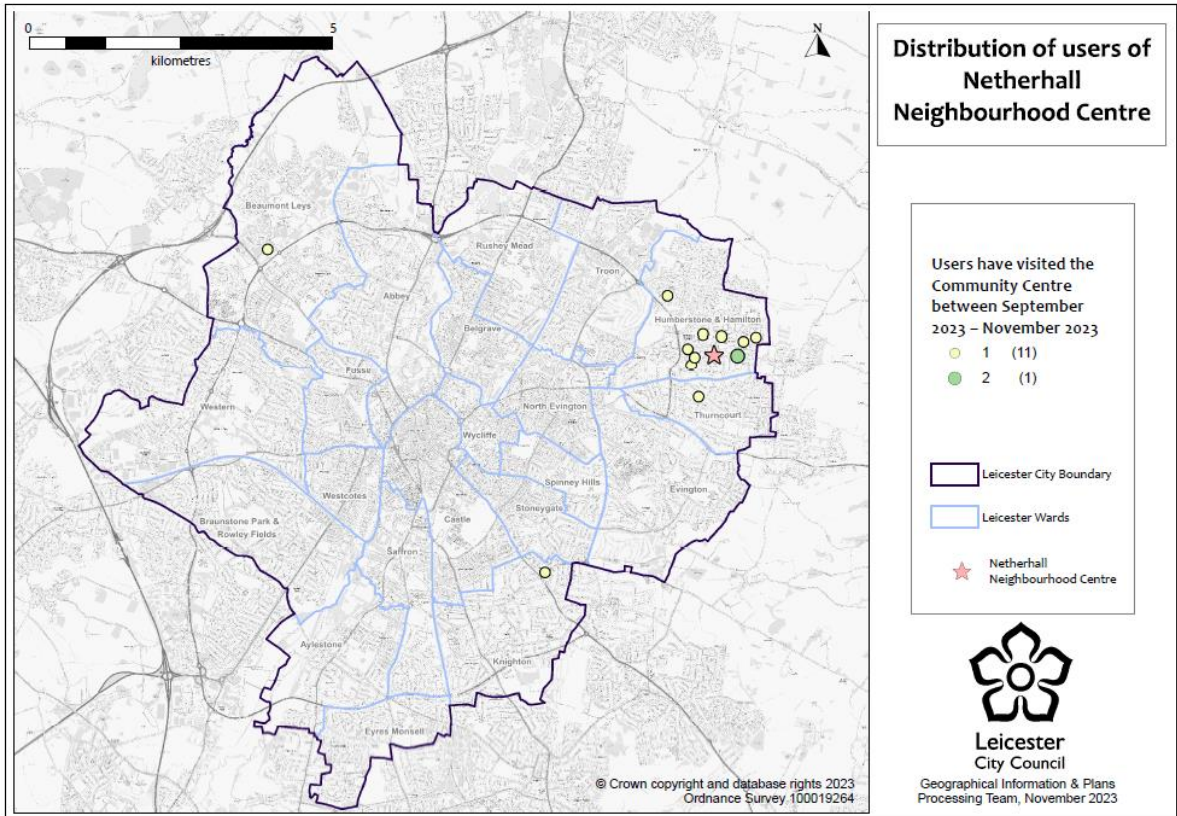 0
5
kilometres
N
Distribution of users of
Netherhall
Neighbourhood Centre
Beaumont Leys
Rushey Mead
Troon
Abbey
Humberstone & Hamilton
Belgrave
Fosse
Western
North Evington
Thurncourt
Wycliffe
Spinney Hills
Evington
Westcotes
Stoneygate
Castle
Braunstone Park &
Rowley Fields
Saffron
Aylestone
Knighton
Eyres Monsell
© Crown copyright and database rights 2023
Ordnance Survey 100019264
Users have visited the
Community Centre
between September
2023 – November 2023
1 (11)
2 (1)
Leicester City Boundary
Leicester Wards
Netherhall
Neighbourhood Centre
Leicester
City Council
Geographical Information & Plans
Processing Team, November 2023